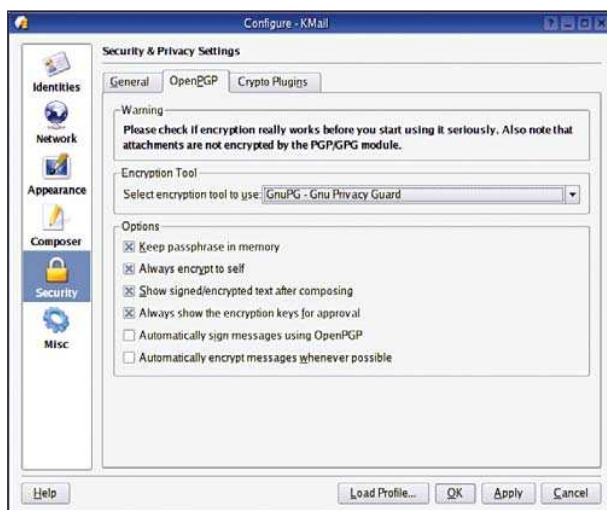 Configure - KMail
Identities
Network
Appearance
Composer
Security
Misc
Security & Privacy Settings
General
OpenPGP
Crypto Plugins
Warning
Please check if encryption really works before you start using it seriously. Also note that
attachments are not encrypted by the PGP/GPG module.
Encryption Tool
Select encryption tool to use: GnuPG - Gnu Privacy Guard
Options
Keep passphrase in memory
Always encrypt to self
Show signed/encrypted text after composing
Always show the encryption keys for approval
Automatically sign messages using OpenPGP
Automatically encrypt messages whenever possible
Help
Load Profile...
OK
Apply
Cancel